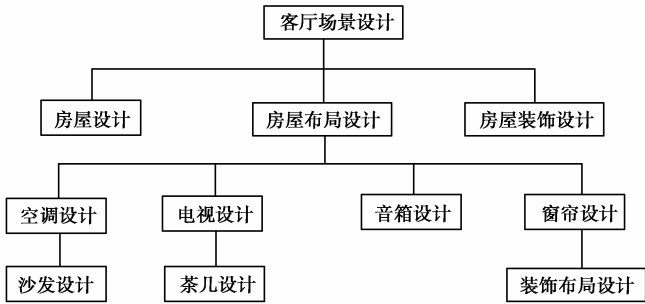 客厅场景设计
房屋设计
房屋布局设计
房屋装饰设计
空调设计
电视设计
音箱设计
窗帘设计
沙发设计
茶几设计
装饰布局设计